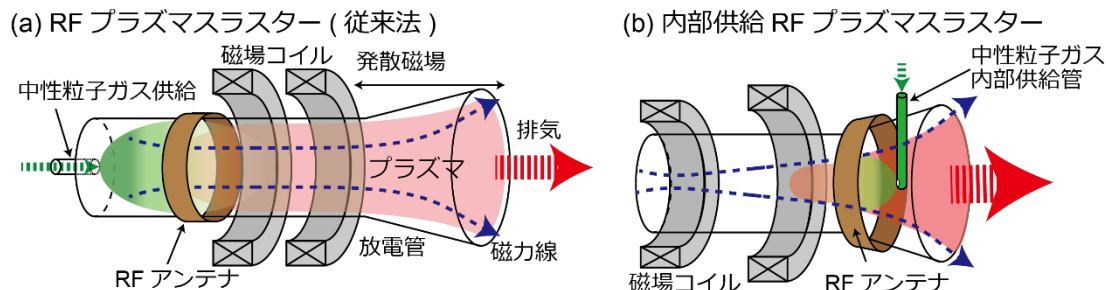 (a) RF プラズマスラスター ( 従来法 )
磁場コイル
発散磁場
中性粒子ガス供給
排気
プラズマ
放電管
磁力線
RF アンテナ
(b) 内部供給 RF プラズマスラスター
中性粒子ガス
内部供給管
磁場コイル
RF アンテナ